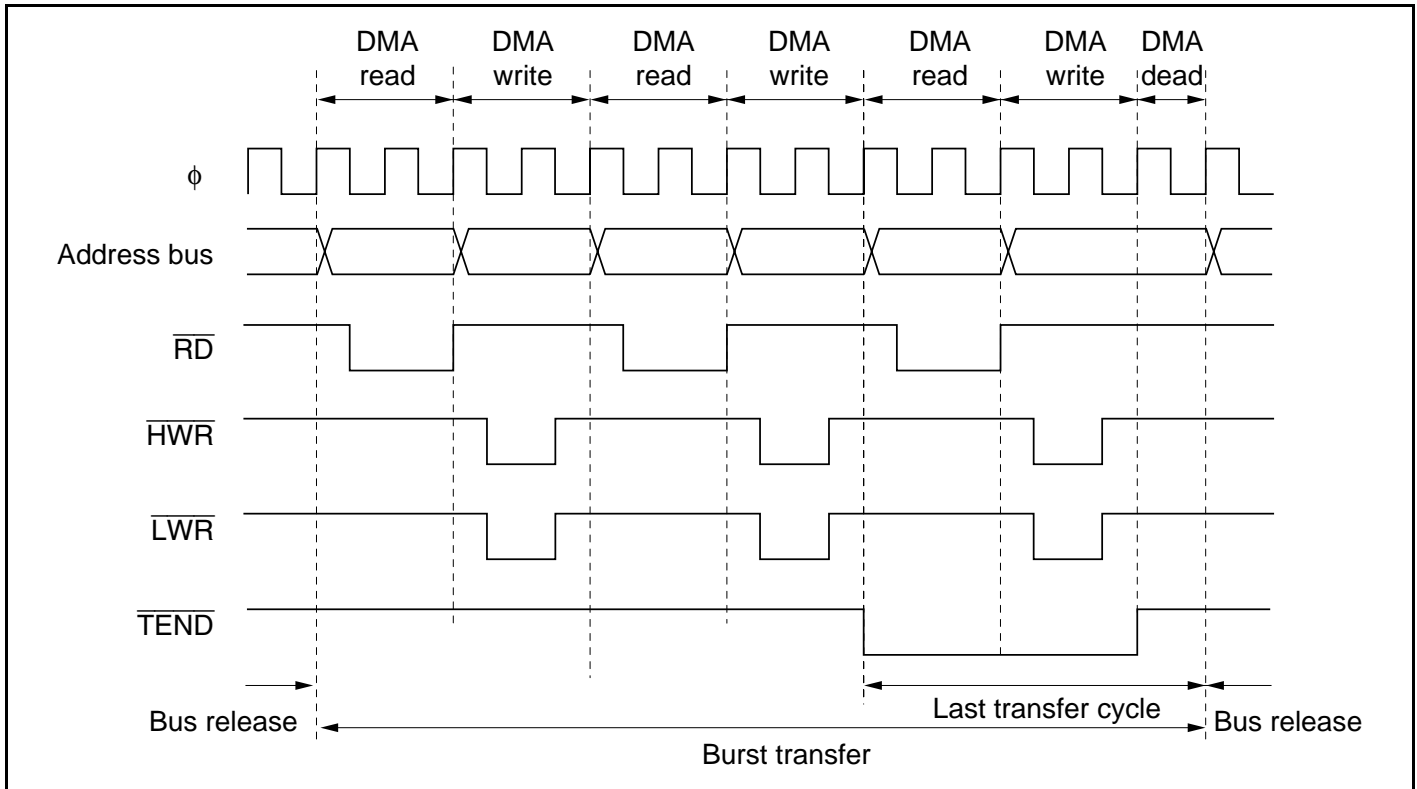 DMA DMA DMA DMA DMA DMA DMA
read write read write read write dead
ϕ
Address bus
RD
HWR
LWR
TEND
Last transfer cycle
Bus release Bus release
Burst transfer